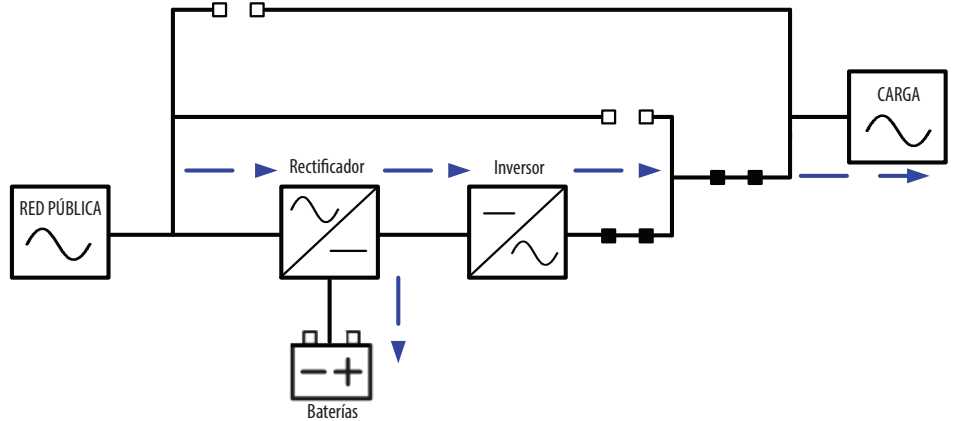 CARGA
Rectificador
Inversor
RED PÚBLICA
Baterías